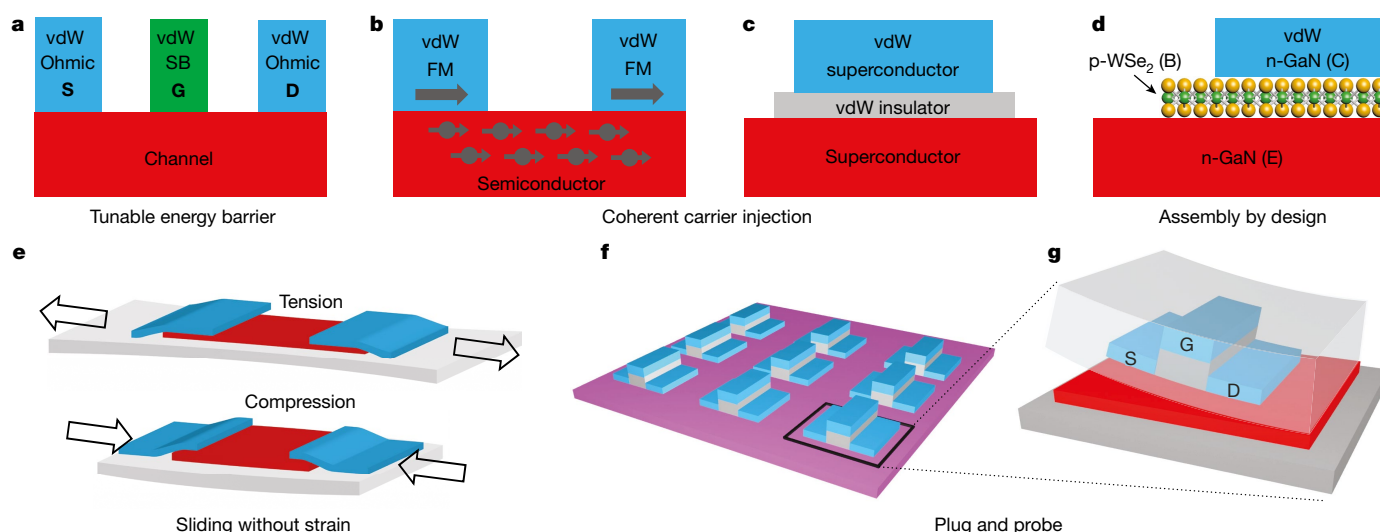 a
vdW
Ohmic
S
vdW
SB
G
vdW
Ohmic
D
Channel
Tunable energy barrier
b
vdW
FM
vdW
FM
Semiconductor
c
vdW
superconductor
vdW insulator
Superconductor
Coherent carrier injection
d
p-WSe₂ (B)
vdW
n-GaN (C)
n-GaN (E)
Assembly by design
e
Tension
Compression
Sliding without strain
f
g
S
G
D
Plug and probe